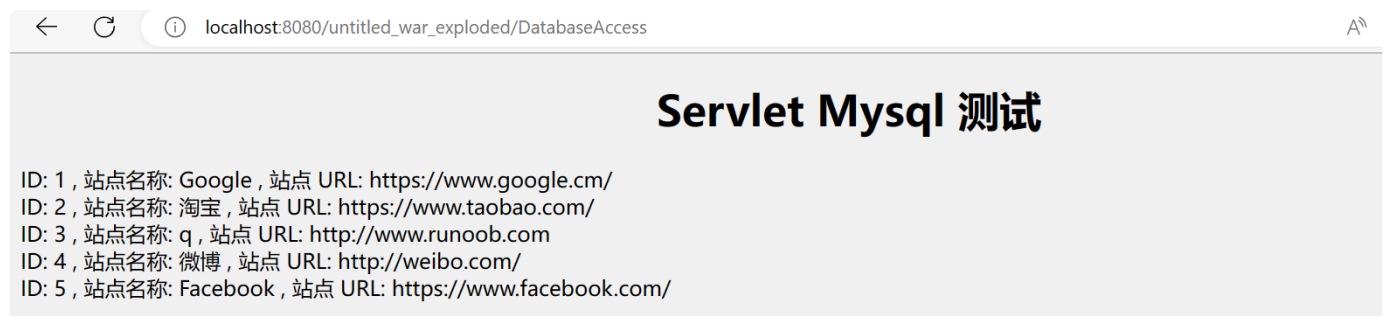 localhost:8080/untitled_war_exploded/DatabaseAccess
Servlet Mysql 测试
ID: 1 , 站点名称: Google , 站点 URL: https://www.google.cm/
ID: 2 , 站点名称: 淘宝 , 站点 URL: https://www.taobao.com/
ID: 3 , 站点名称: q , 站点 URL: http://www.runoob.com
ID: 4 , 站点名称: 微博 , 站点 URL: http://weibo.com/
ID: 5 , 站点名称: Facebook , 站点 URL: https://www.facebook.com/